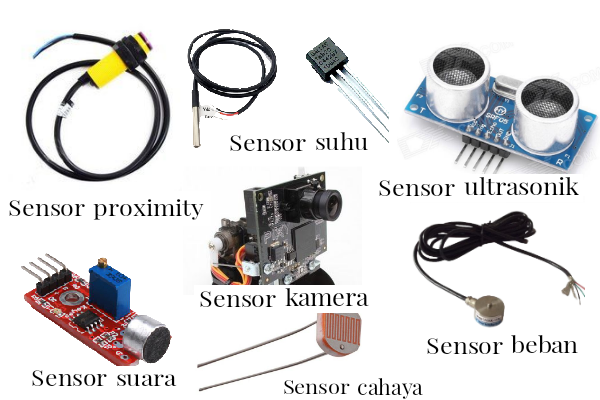 Sensor suhu
Sensor ultrasonik
Sensor proximity
Sensor kamera
Sensor beban
Sensor suara
Sensor cahaya